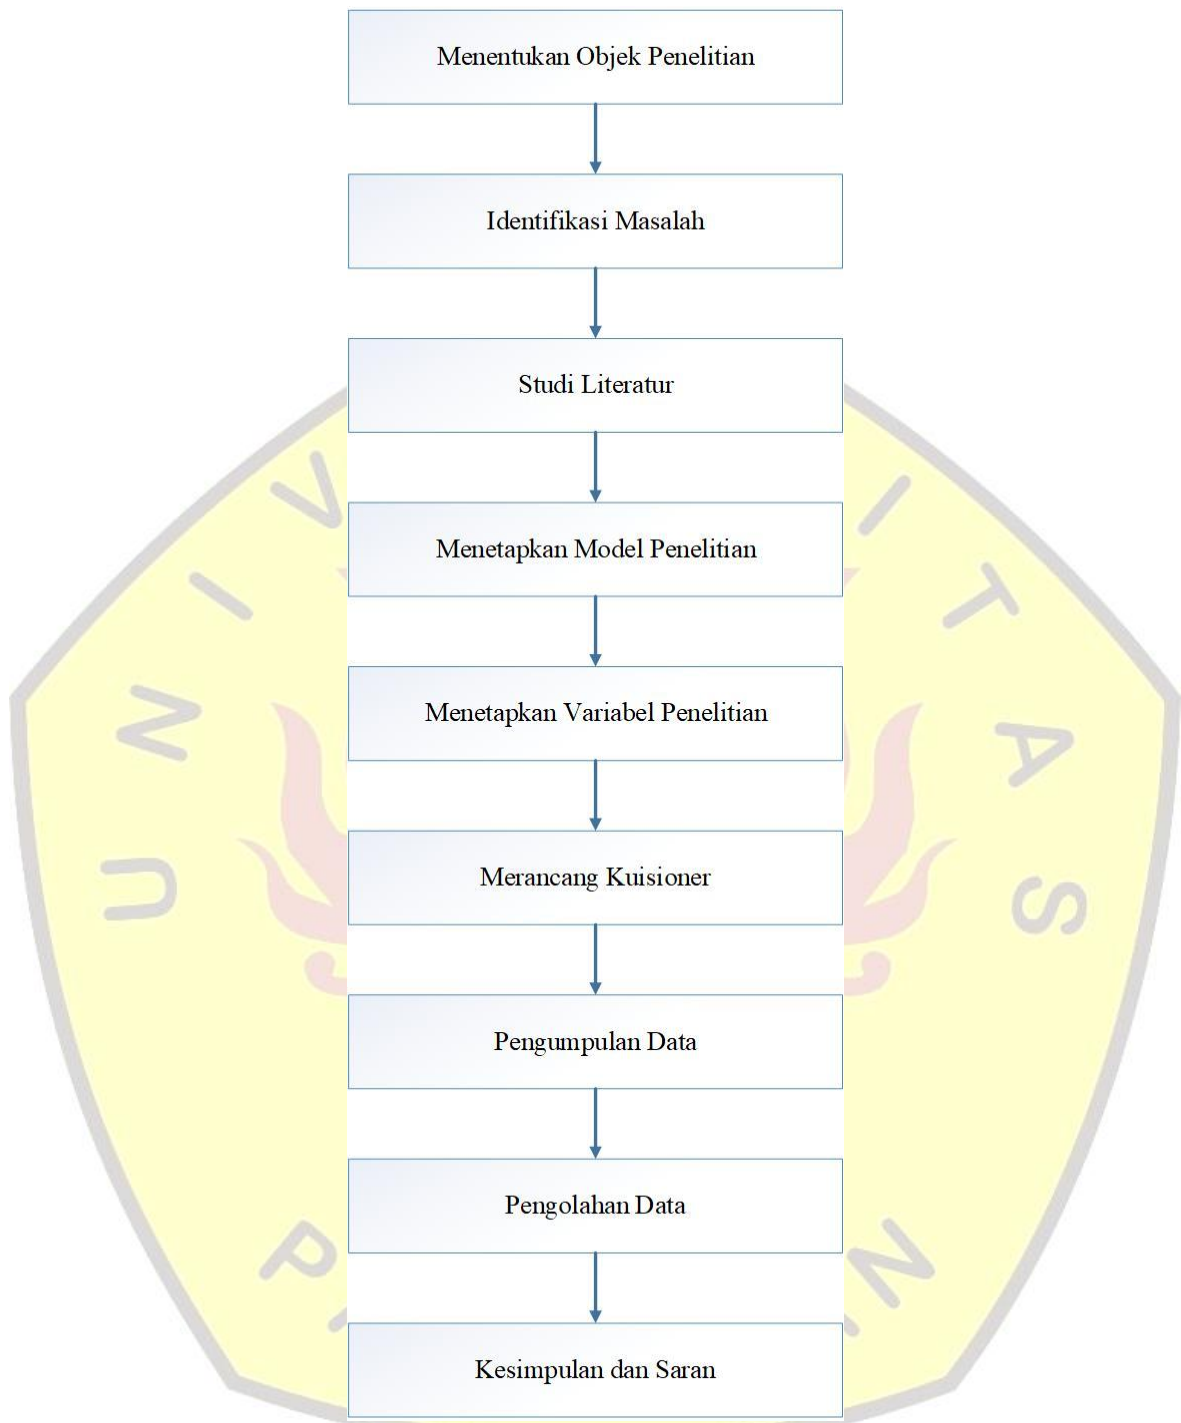 Menentukan Objek Penelitian
Identifikasi Masalah
Studi Literatur
Menetapkan Model Penelitian
Menetapkan Variabel Penelitian
Merancang Kuisioner
Pengumpulan Data
Pengolahan Data
Kesimpulan dan Saran